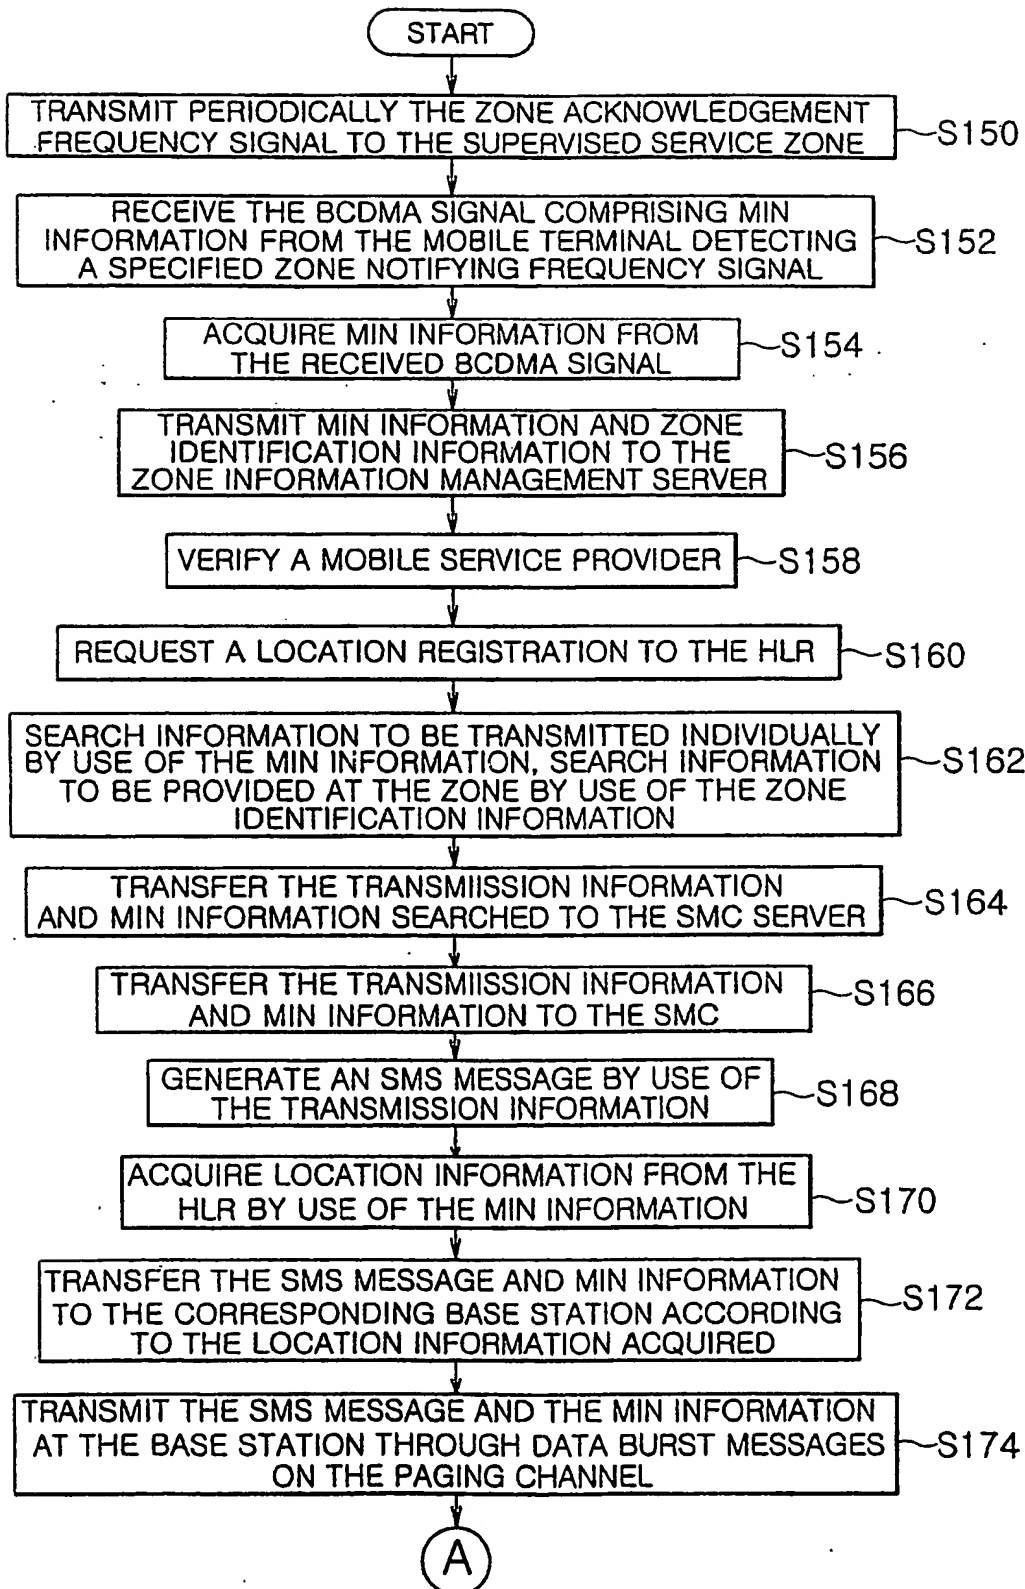 START
TRANSMIT PERIODICALLY THE ZONE ACKNOWLEDGEMENT
FREQUENCY SIGNAL TO THE SUPERVISED SERVICE ZONE
S150
RECEIVE THE BCDMA SIGNAL COMPRISING MIN
INFORMATION FROM THE MOBILE TERMINAL DETECTING
A SPECIFIED ZONE NOTIFYING FREQUENCY SIGNAL
S152
ACQUIRE MIN INFORMATION FROM
THE RECEIVED BCDMA SIGNAL
S154
TRANSMIT MIN INFORMATION AND ZONE
IDENTIFICATION INFORMATION TO THE
ZONE INFORMATION MANAGEMENT SERVER
S156
VERIFY A MOBILE SERVICE PROVIDER
S158
REQUEST A LOCATION REGISTRATION TO THE HLR
S160
SEARCH INFORMATION TO BE TRANSMITTED INDIVIDUALLY
BY USE OF THE MIN INFORMATION, SEARCH INFORMATION
TO BE PROVIDED AT THE ZONE BY USE OF THE ZONE
IDENTIFICATION INFORMATION
S162
TRANSFER THE TRANSMIISSION INFORMATION
AND MIN INFORMATION SEARCHED TO THE SMC SERVER
S164
TRANSFER THE TRANSMIISSION INFORMATION
AND MIN INFORMATION TO THE SMC
S166
GENERATE AN SMS MESSAGE BY USE OF
THE TRANSMISSION INFORMATION
S168
ACQUIRE LOCATION INFORMATION FROM THE
HLR BY USE OF THE MIN INFORMATION
S170
TRANSFER THE SMS MESSAGE AND MIN INFORMATION
TO THE CORRESPONDING BASE STATION ACCORDING
TO THE LOCATION INFORMATION ACQUIRED
S172
TRANSMIT THE SMS MESSAGE AND THE MIN INFORMATION
AT THE BASE STATION THROUGH DATA BURST MESSAGES
ON THE PAGING CHANNEL
S174
A